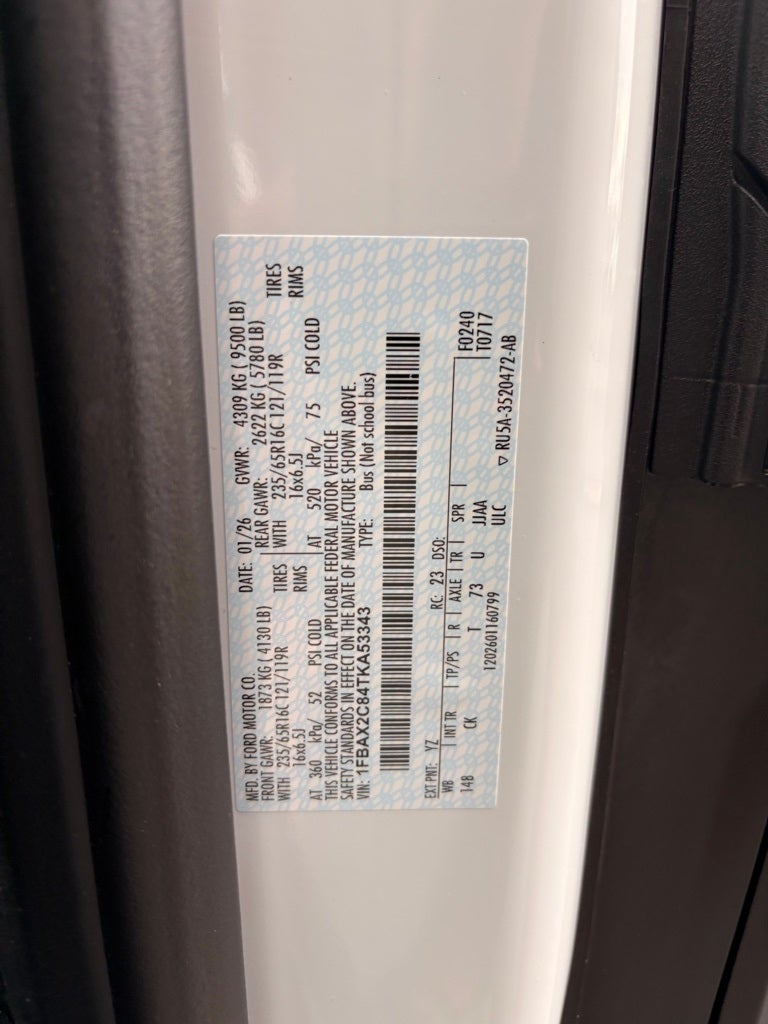 MFD. BY FORD MOTOR CO. DATE: 01/26 GVWR: 4309 KG ( 9500 LB)
FRONT GAWR: 1873 KG ( 4130 LB) REAR GAWR: 2622 KG ( 5780 LB)
WITH 235/65R16C 121/119R TIRES WITH 235/65R16C 121/119R TIRES
16x6.5J RIMS 16x6.5J RIMS
AT 360 kPa/ 52 PSI COLD AT 520 kPa/ 75 PSI COLD
THIS VEHICLE CONFORMS TO ALL APPLICABLE FEDERAL MOTOR VEHICLE
SAFETY STANDARDS IN EFFECT ON THE DATE OF MANUFACTURE SHOWN ABOVE.
VIN: 1FBAX2C84TKA53343 TYPE: Bus (Not school bus)
EXT PNT: YZ RC: 23 DSO:
WB INT TR TP/PS R AXLE TR SPR F0240
148 CK T 73 U JJAA T0717
1202601160799 ULC
▽ RU5A-3520472-AB